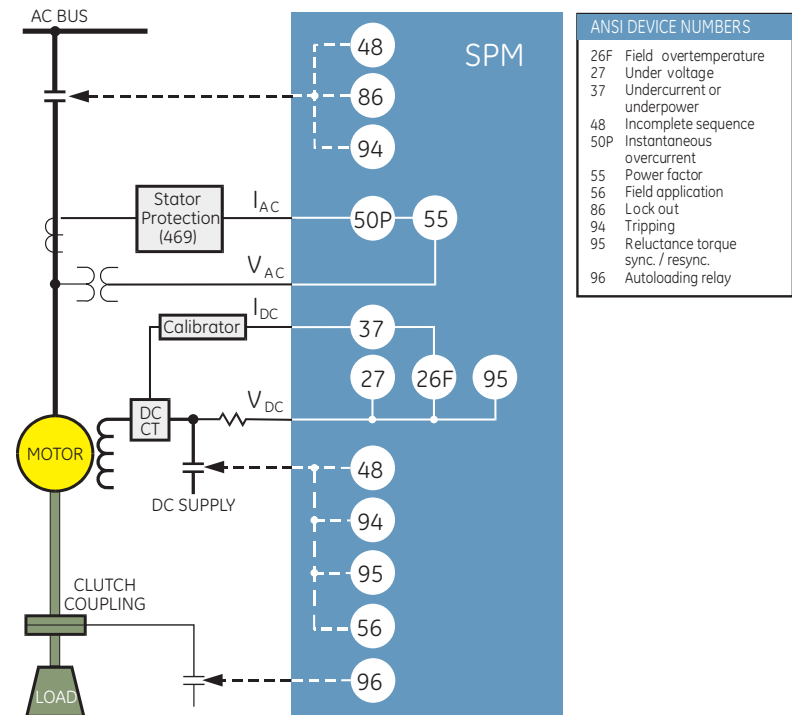 AC BUS
SPM
48
86
94
Stator
Protection
(469)
IAC
50P
55
VAC
IDC
Calibrator
37
27
26F
95
VDC
DC
CT
MOTOR
DC SUPPLY
48
94
95
56
CLUTCH
COUPLING
96
LOAD
ANSI DEVICE NUMBERS
26F Field overtemperature
27 Under voltage
37 Undercurrent or
underpower
48 Incomplete sequence
50P Instantaneous
overcurrent
55 Power factor
56 Field application
86 Lock out
94 Tripping
95 Reluctance torque
sync. / resync.
96 Autoloading relay